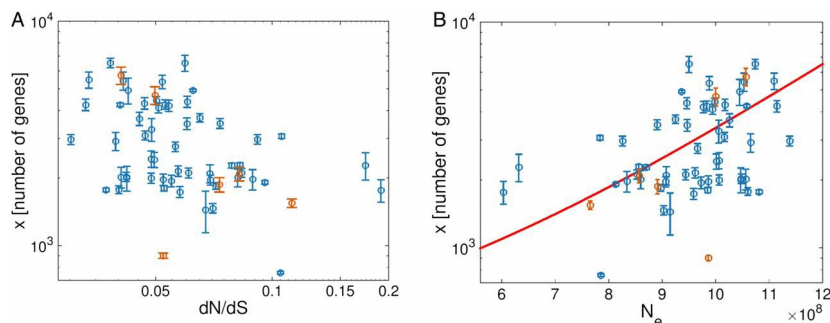 A
B
10^4
10^3
x [number of genes]
0.05
0.1
0.15
0.2
dN/dS
10^4
10^3
x [number of genes]
6
7
8
9
10
11
12
N_e
×10^8